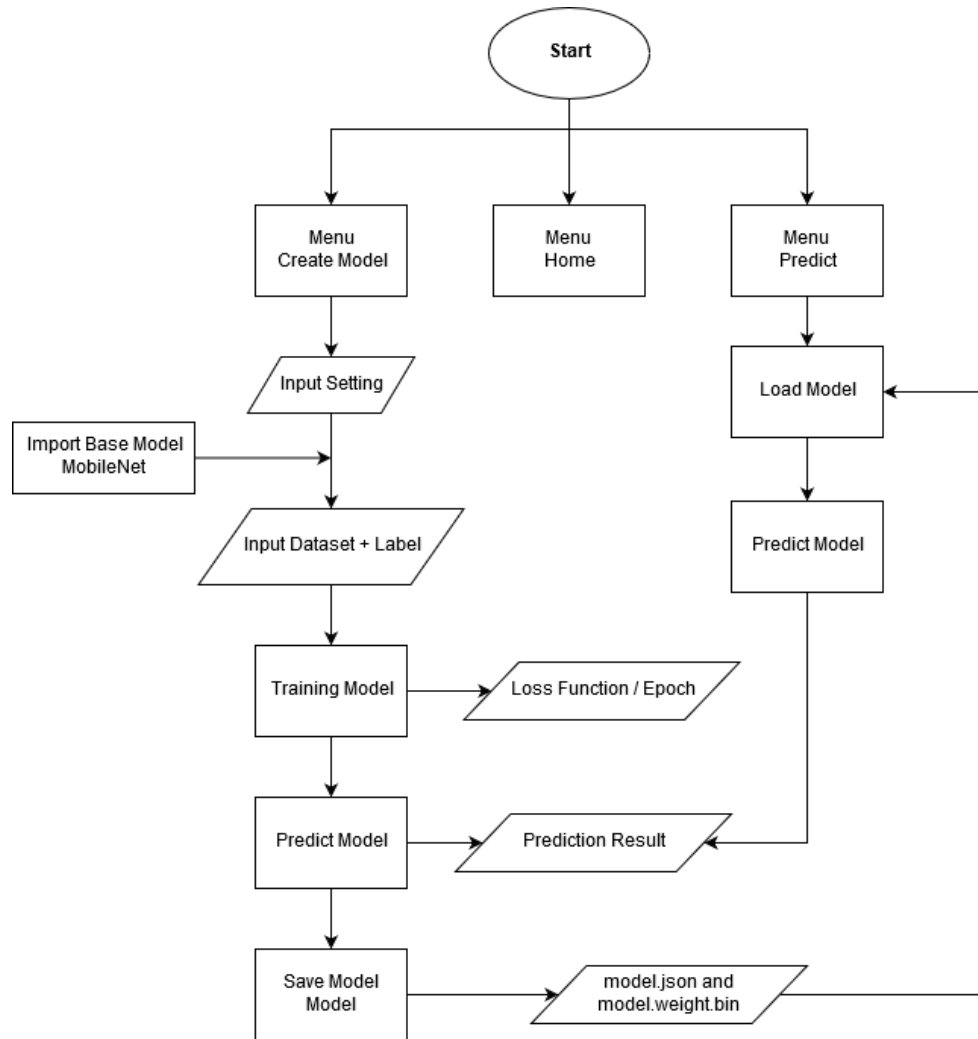 Start
Menu
Create Model
Menu
Home
Menu
Predict
Input Setting
Load Model
Import Base Model
MobileNet
Input Dataset + Label
Predict Model
Training Model
Loss Function / Epoch
Predict Model
Prediction Result
Save Model
Model
model.json and
model.weight.bin